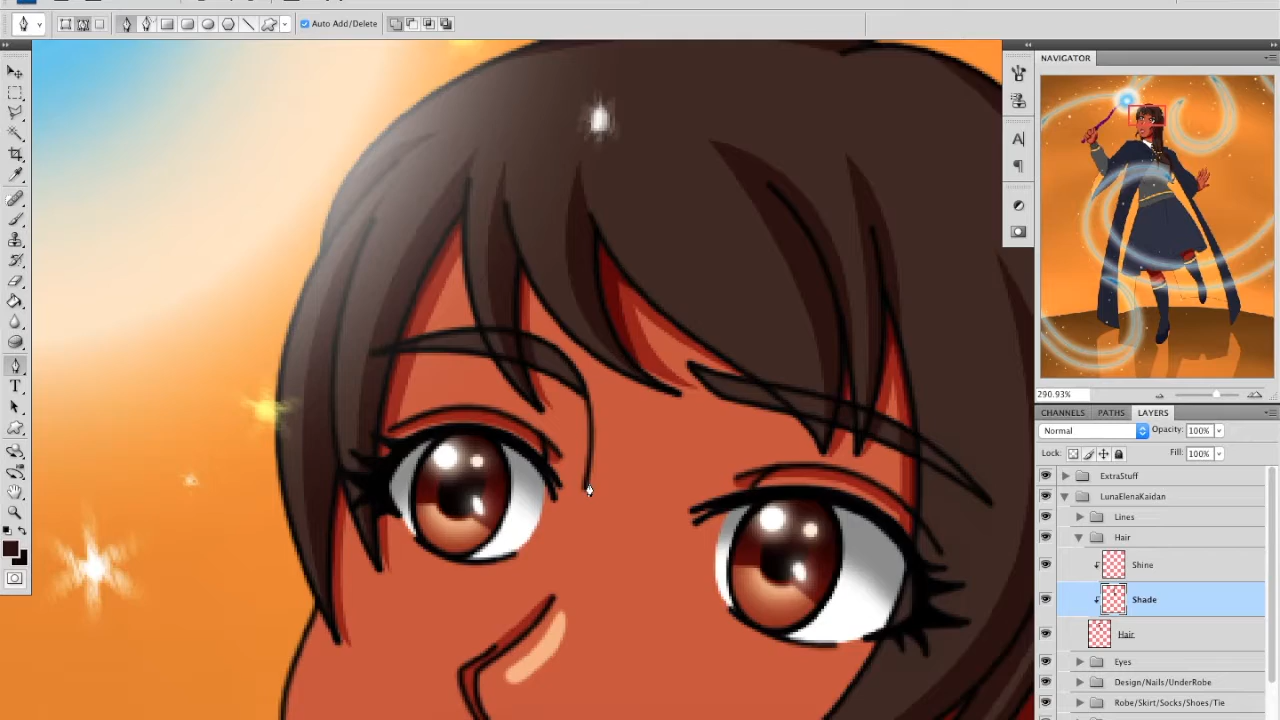 Auto Add/Delete
NAVIGATOR
290.93%
CHANNELS PATHS LAYERS
Normal Opacity: 100%
Lock: Fill: 100%
ExtraStuff
LunaElenaKaidan
Lines
Hair
Shine
Shade
Hair
Eyes
Design/Nails/UnderRobe
Robe/Skirt/Socks/Shoes/Tie